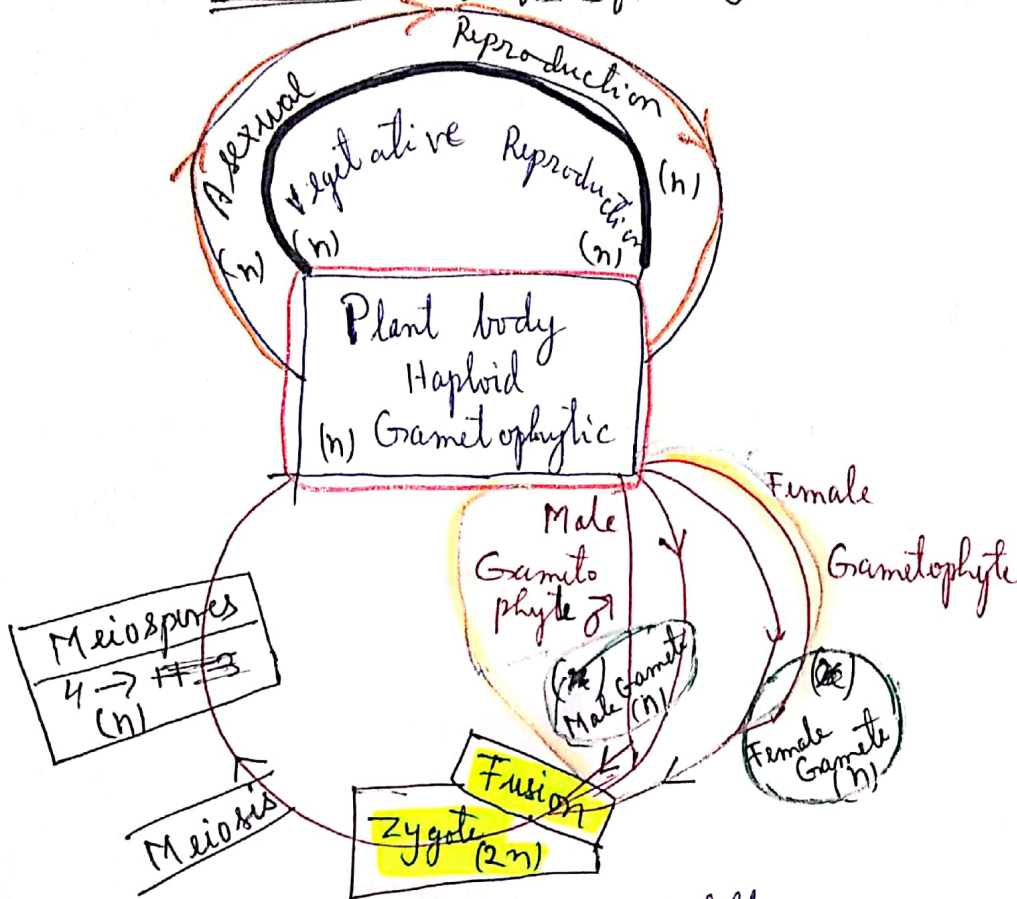 Asexual Reproduction
(n)
(n)
Vegitative Reproduction
(n)
(n)
Plant body
Haploid
(n) Gametophytic
Male
Gameto
phyte
Female
Gametophyte
Male Gamete
(n)
Female
Gamete
(n)
Fusion
Zygote
(2n)
Meiosis
Meiospores
4 →
(n)